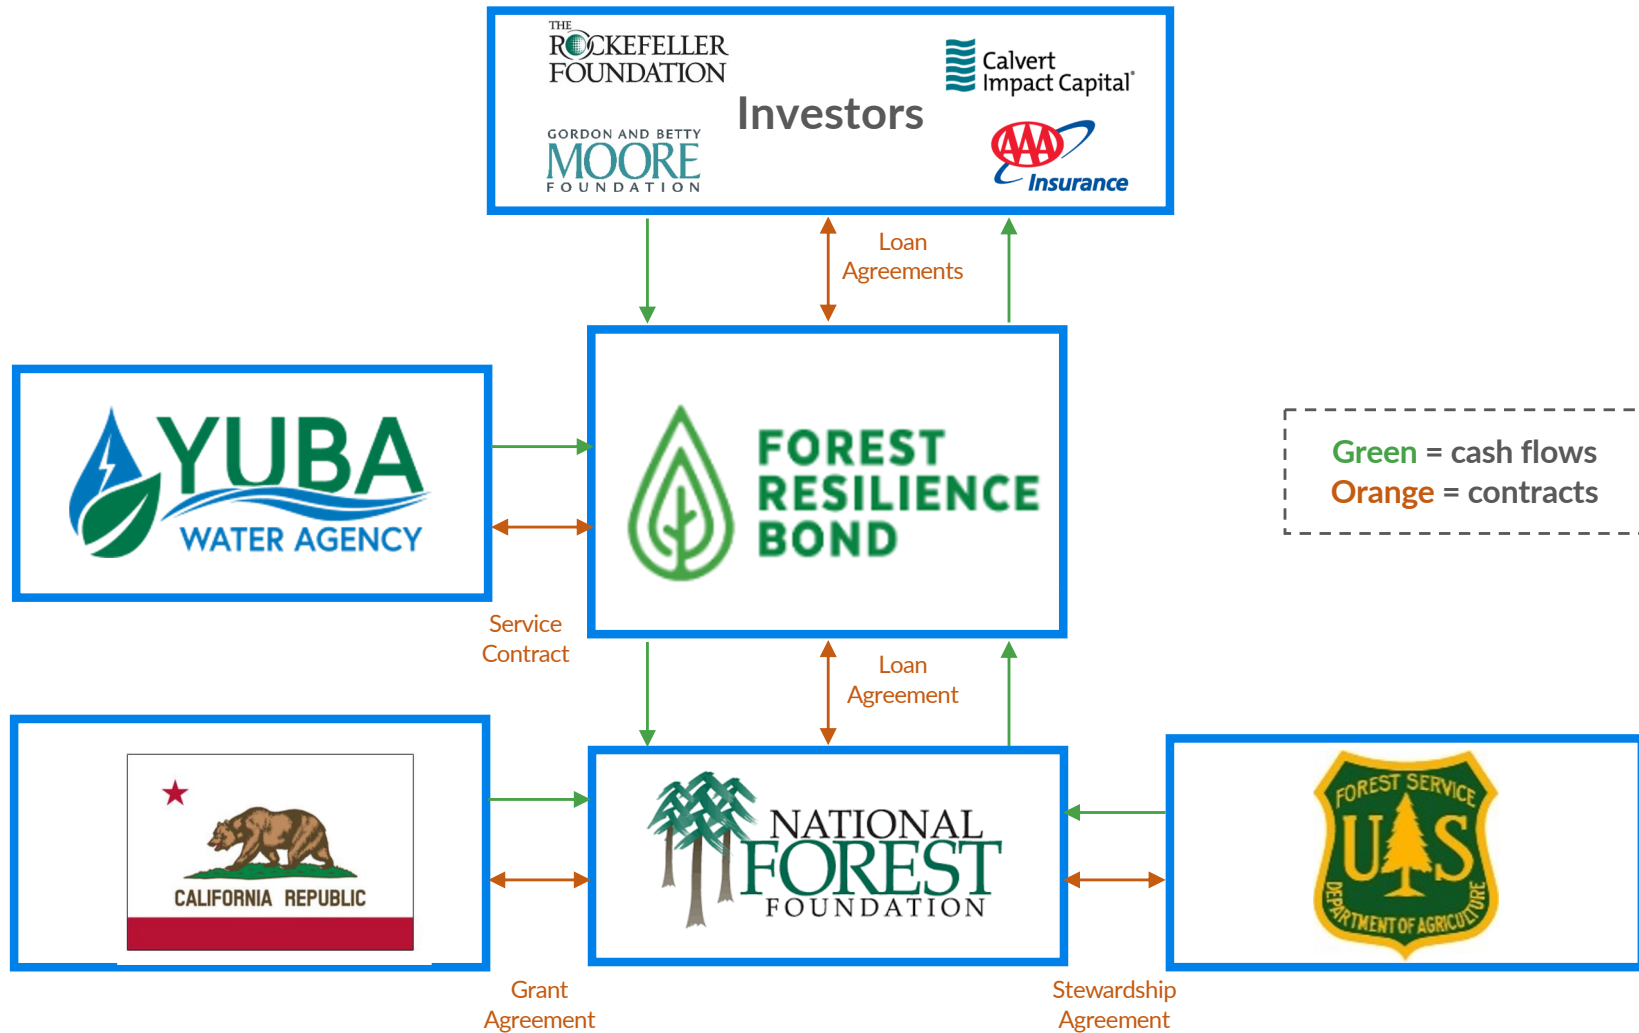 THE
ROCKEFELLER
FOUNDATION
Calvert
Impact Capital®
Investors
GORDON AND BETTY
MOORE
FOUNDATION
AAA
Insurance
Loan
Agreements
YUBA
WATER AGENCY
FOREST
RESILIENCE
BOND
Green = cash flows
Orange = contracts
Service
Contract
Loan
Agreement
CALIFORNIA REPUBLIC
NATIONAL
FOREST
FOUNDATION
FOREST SERVICE
US
DEPARTMENT OF AGRICULTURE
Grant
Agreement
Stewardship
Agreement